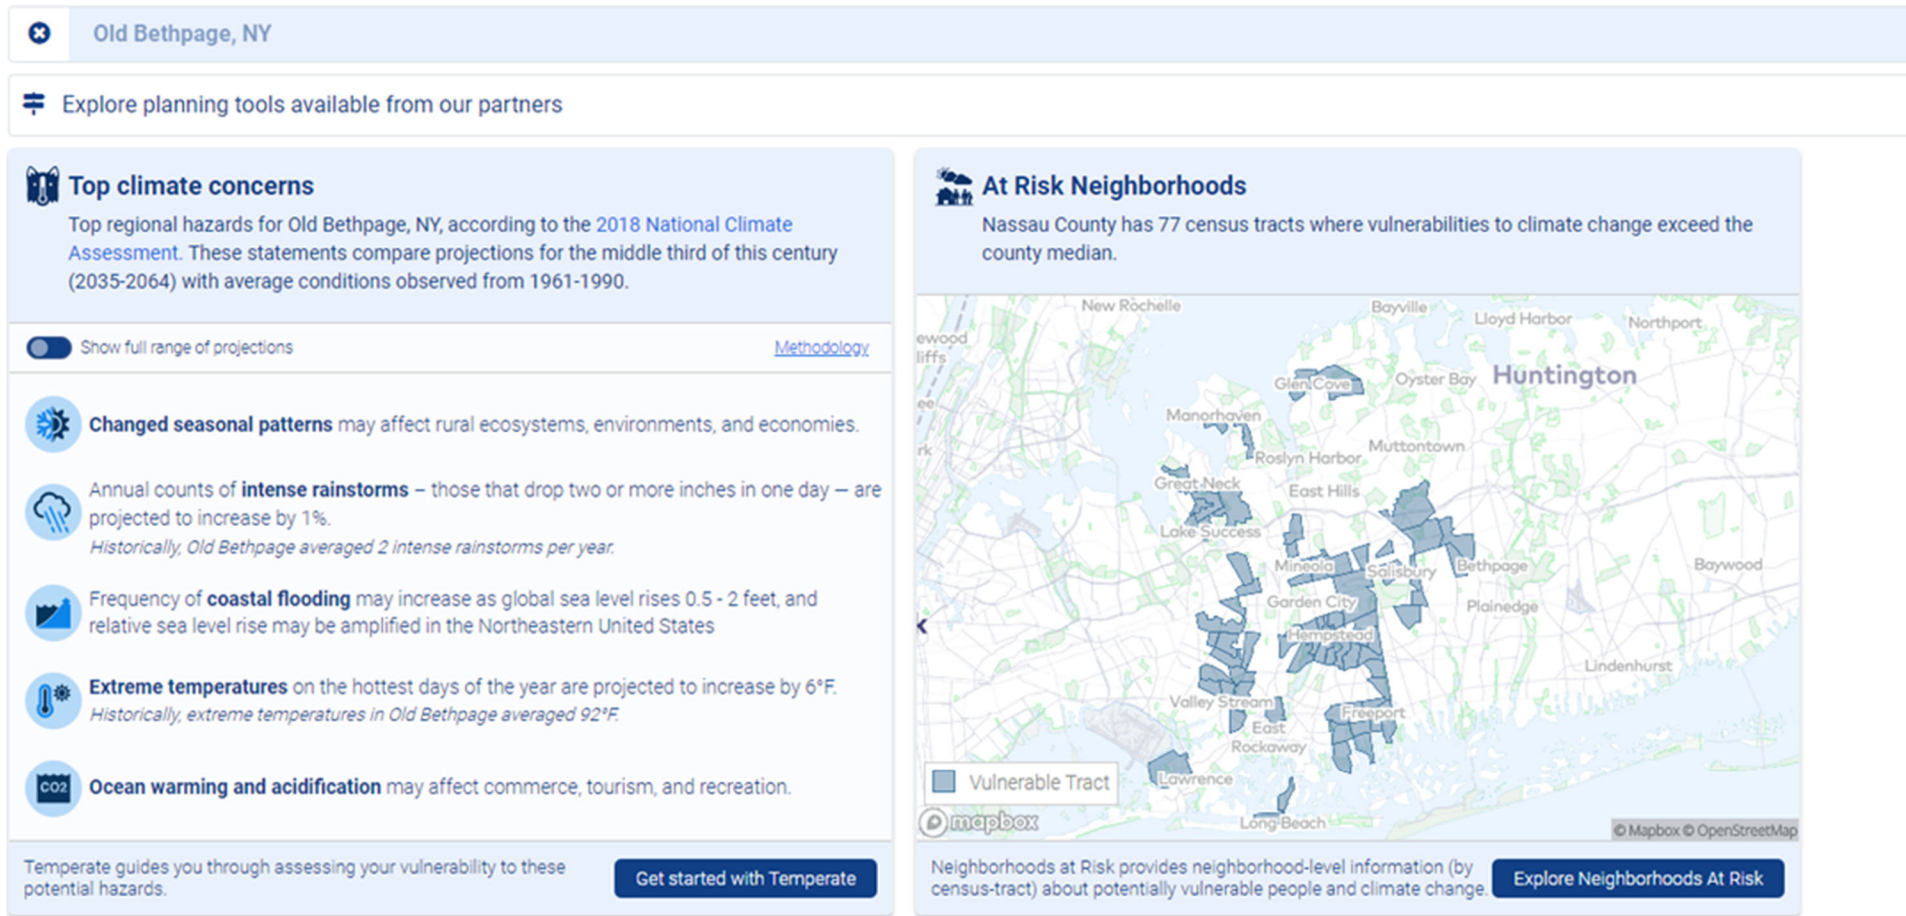 Old Bethpage, NY
Explore planning tools available from our partners
Top climate concerns
Top regional hazards for Old Bethpage, NY, according to the 2018 National Climate
Assessment. These statements compare projections for the middle third of this century
(2035-2064) with average conditions observed from 1961-1990.
Show full range of projections
Methodology
Changed seasonal patterns may affect rural ecosystems, environments, and economies.
Annual counts of intense rainstorms – those that drop two or more inches in one day — are
projected to increase by 1%.
Historically, Old Bethpage averaged 2 intense rainstorms per year.
Frequency of coastal flooding may increase as global sea level rises 0.5 - 2 feet, and
relative sea level rise may be amplified in the Northeastern United States
Extreme temperatures on the hottest days of the year are projected to increase by 6°F.
Historically, extreme temperatures in Old Bethpage averaged 92°F.
CO2
Ocean warming and acidification may affect commerce, tourism, and recreation.
Temperate guides you through assessing your vulnerability to these
potential hazards.
Get started with Temperate
At Risk Neighborhoods
Nassau County has 77 census tracts where vulnerabilities to climate change exceed the
county median.
New Rochelle
Bayville
Lloyd Harbor
Northport
ewood
liffs
Glen Cove
Oyster Bay
Huntington
ee
Manorhaven
rk
Muttontown
Roslyn Harbor
Great Neck
East Hills
Lake Success
Mineola
Salisbury
Bethpage
Baywood
Garden City
Plainedge
Hempstead
Lindenhurst
Valley Stream
Freeport
East
Rockaway
Lawrence
Vulnerable Tract
Long Beach
mapbox
© Mapbox © OpenStreetMap
Neighborhoods at Risk provides neighborhood-level information (by
census-tract) about potentially vulnerable people and climate change.
Explore Neighborhoods At Risk